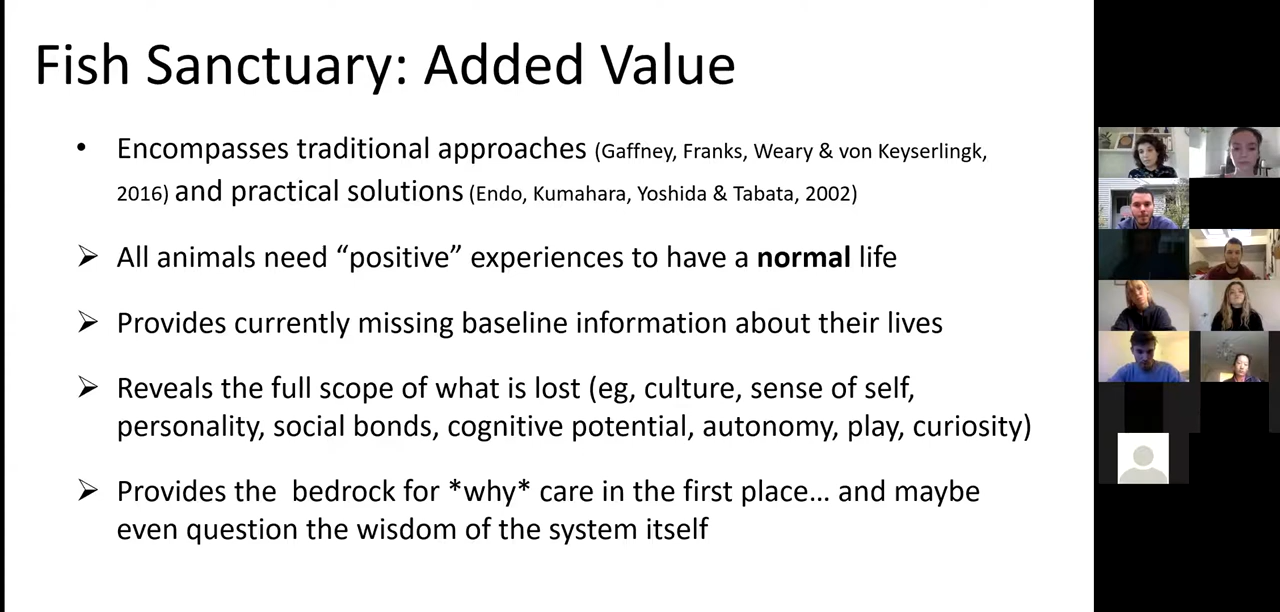 Fish Sanctuary: Added Value
• Encompasses traditional approaches (Gaffney, Franks, Weary & von Keyserlingk,
2016) and practical solutions (Endo, Kumahara, Yoshida & Tabata, 2002)
➢ All animals need “positive” experiences to have a normal life
➢ Provides currently missing baseline information about their lives
➢ Reveals the full scope of what is lost (eg, culture, sense of self,
personality, social bonds, cognitive potential, autonomy, play, curiosity)
➢ Provides the  bedrock for *why* care in the first place... and maybe
even question the wisdom of the system itself